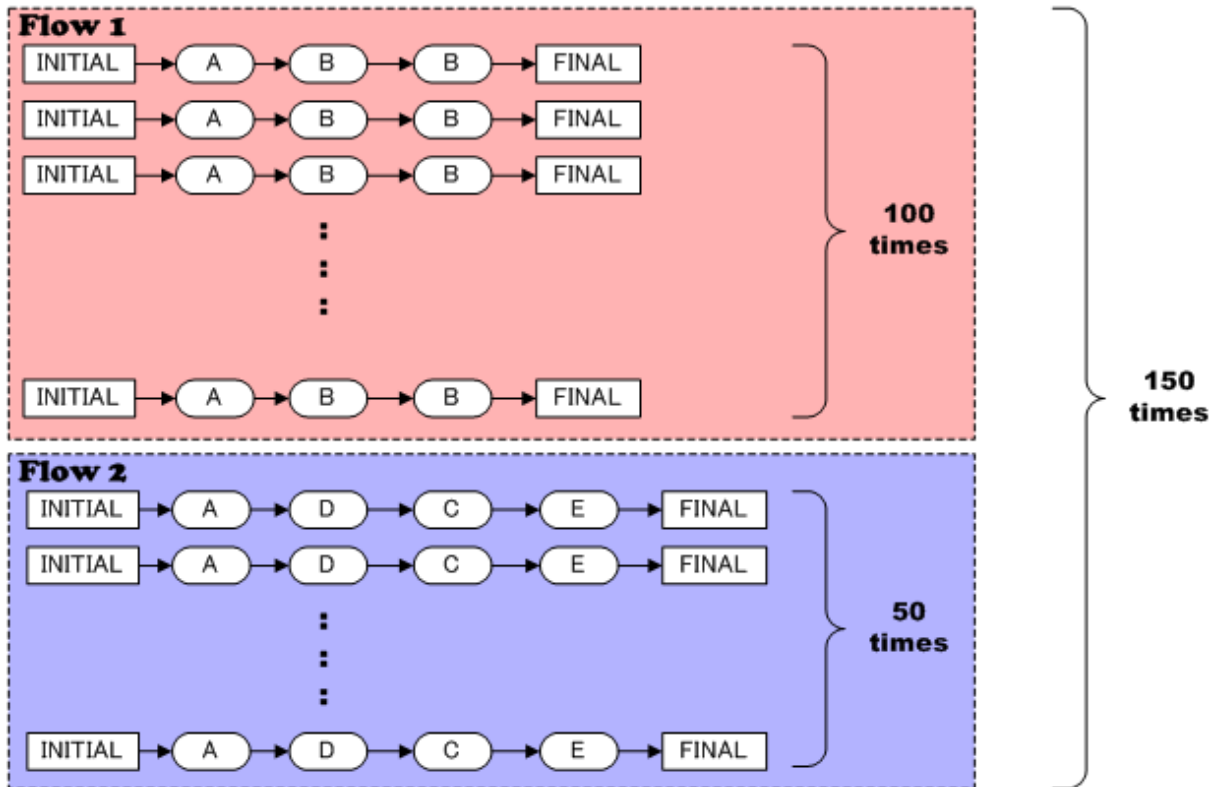 Flow 1
INITIAL A B B FINAL
INITIAL A B B FINAL
INITIAL A B B FINAL
100
times
INITIAL A B B FINAL
150
times
Flow 2
INITIAL A D C E FINAL
INITIAL A D C E FINAL
50
times
INITIAL A D C E FINAL